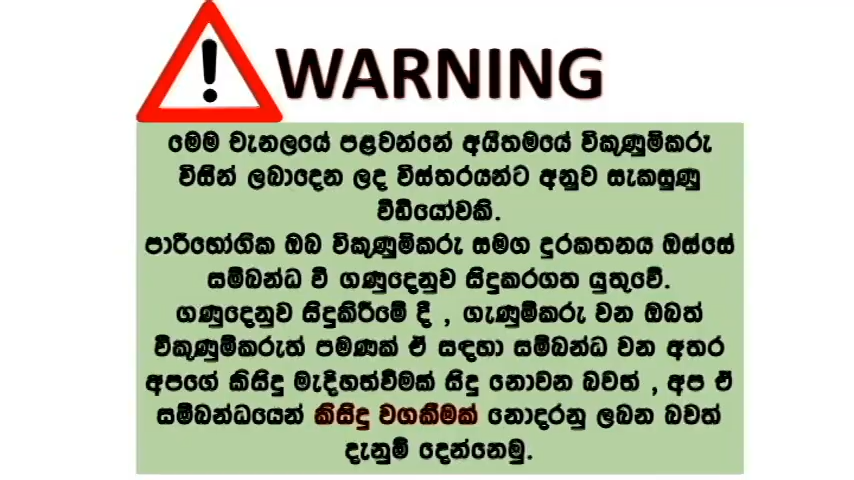 WARNING
මෙම චැනලයේ පළවන්නේ අයිතමයේ විකුණුම්කරු
විසින් ලබාදෙන ලද විස්තරයන්ට අනුව සැකසුණු
වීඩියෝවකි.
පාරිභෝගික ඔබ විකුණුම්කරු සමග දුරකතනය ඔස්සේ
සම්බන්ධ වී ගණුදෙනුව සිදුකරගත යුතුවේ.
ගණුදෙනුව සිදුකිරීමේ දී , ගැණුම්කරු වන ඔබත්
විකුණුම්කරුත් පමණක් ඒ සඳහා සම්බන්ධ වන අතර
අපගේ කිසිදු මැදිහත්වීමක් සිදු නොවන බවත් , අප ඒ
සම්බන්ධයෙන් කිසිදු වගකීමක් නොදරනු ලබන බවත්
දැනුම් දෙන්නෙමු.